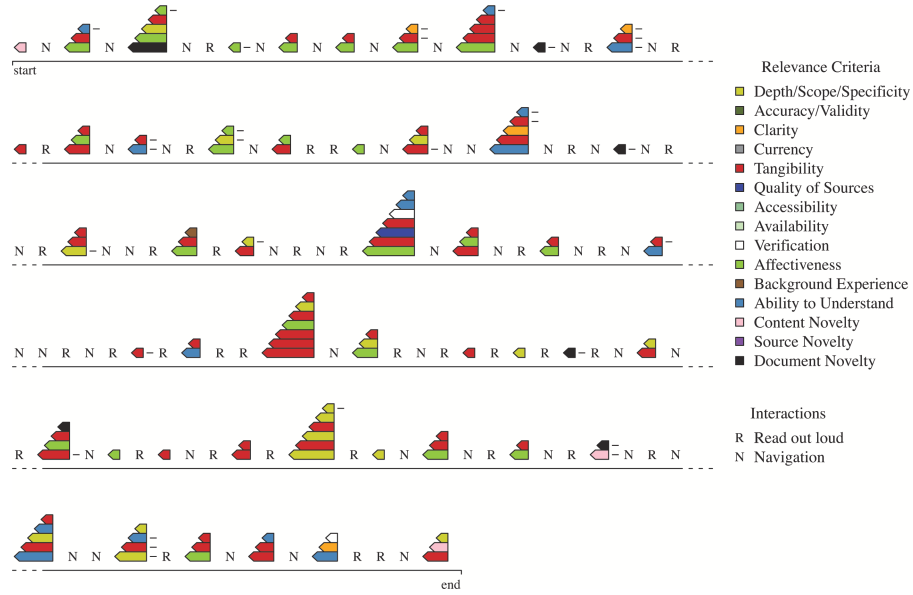 N N N R N N N N N N R N R
start
R N N R N N R N N N N R N N R
N R N N R R N R N R N N R N R N
N N R N R R R R N R N R R R R N N
R N N N R N R N N R N R N R N
N N R N N R R N
end
Relevance Criteria
Depth/Scope/Specificity
Accuracy/Validity
Clarity
Currency
Tangibility
Quality of Sources
Accessibility
Availability
Verification
Affectiveness
Background Experience
Ability to Understand
Content Novelty
Source Novelty
Document Novelty
Interactions
R Read out loud
N Navigation